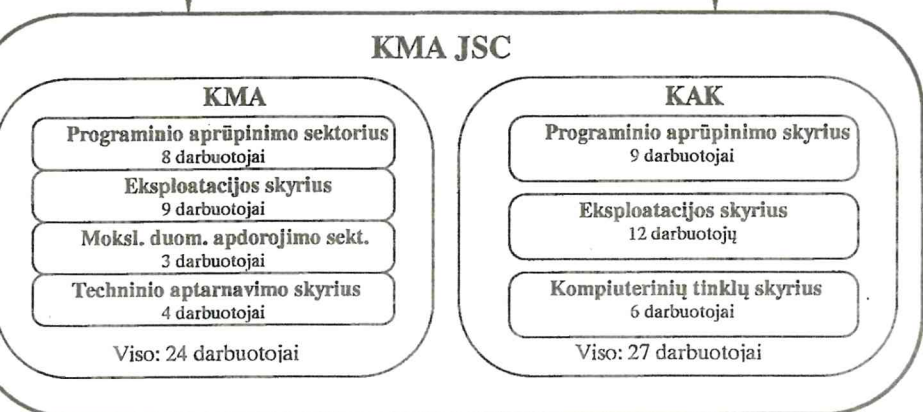 KMA JSC
KMA
Programinio aprūpinimo sektorius
8 darbuotojai
Eksploatacijos skyrius
9 darbuotojai
Moksl. duom. apdorojimo sekt.
3 darbuotojai
Techninio aptarnavimo skyrius
4 darbuotojai
Viso: 24 darbuotojai
KAK
Programinio aprūpinimo skyrius
9 darbuotojai
Eksploatacijos skyrius
12 darbuotojų
Kompiuterinių tinklų skyrius
6 darbuotojai
Viso: 27 darbuotojai